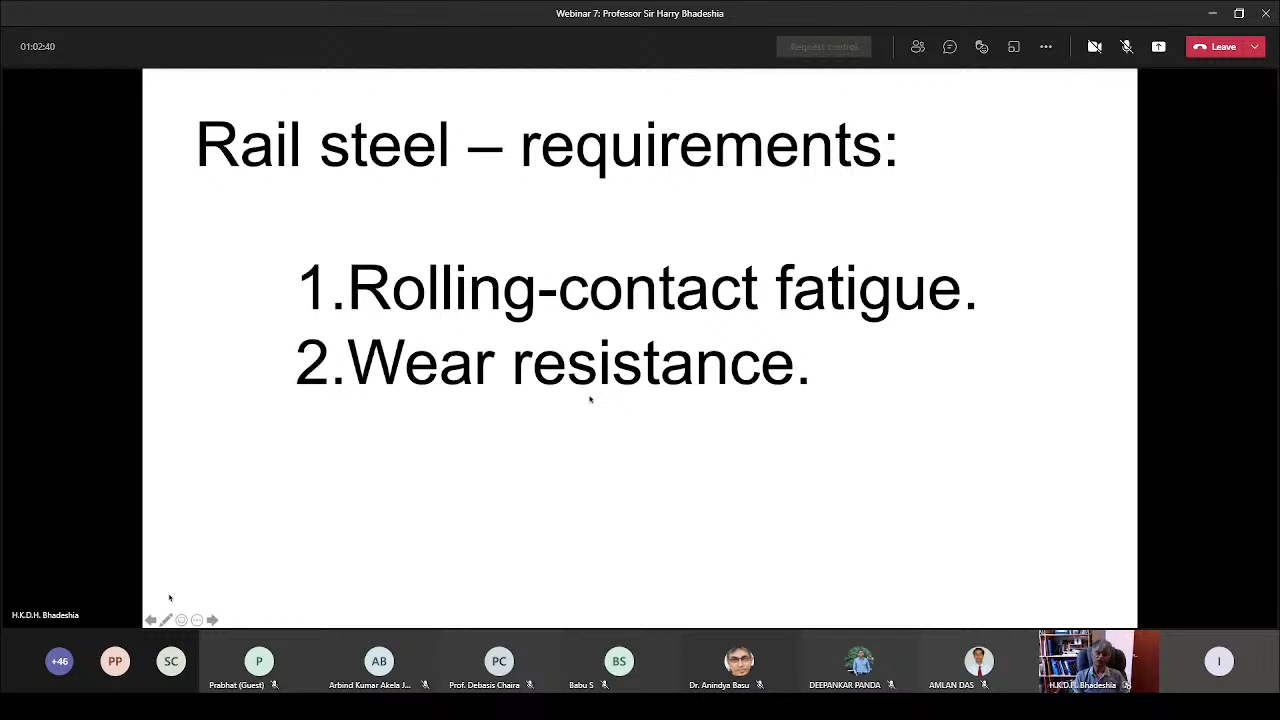 Webinar 7: Professor Sir Harry Bhadeshia
01:02:40
Request control
Leave
Rail steel – requirements:
1.Rolling-contact fatigue.
2.Wear resistance.
H.K.D.H. Bhadeshia
+46
PP
SC
P
AB
PC
BS
I
Prabhat (Guest)
Arbind Kumar Akela J...
Prof. Debasis Chaira
Babu S
Dr. Anindya Basu
DEEPANKAR PANDA
AMLAN DAS
H.K.D.H. Bhadeshia